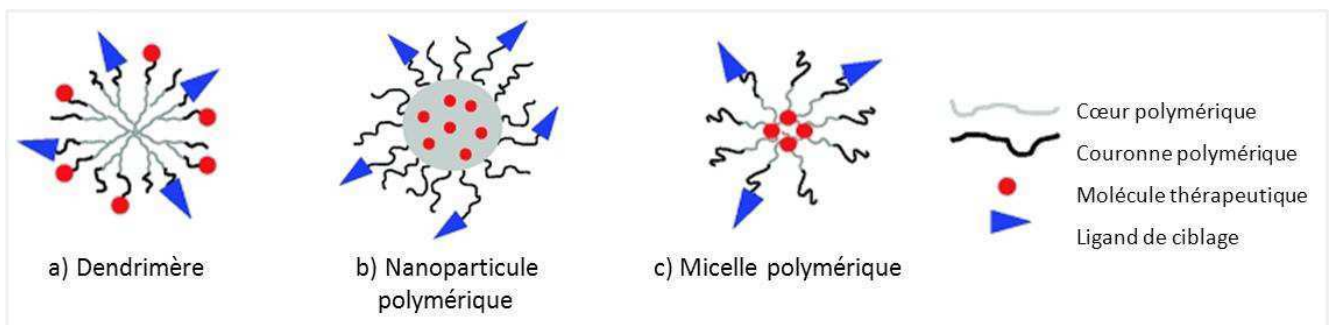 a) Dendrimère
b) Nanoparticule
polymérique
c) Micelle polymérique
Cœur polymérique
Couronne polymérique
Molécule thérapeutique
Ligand de ciblage